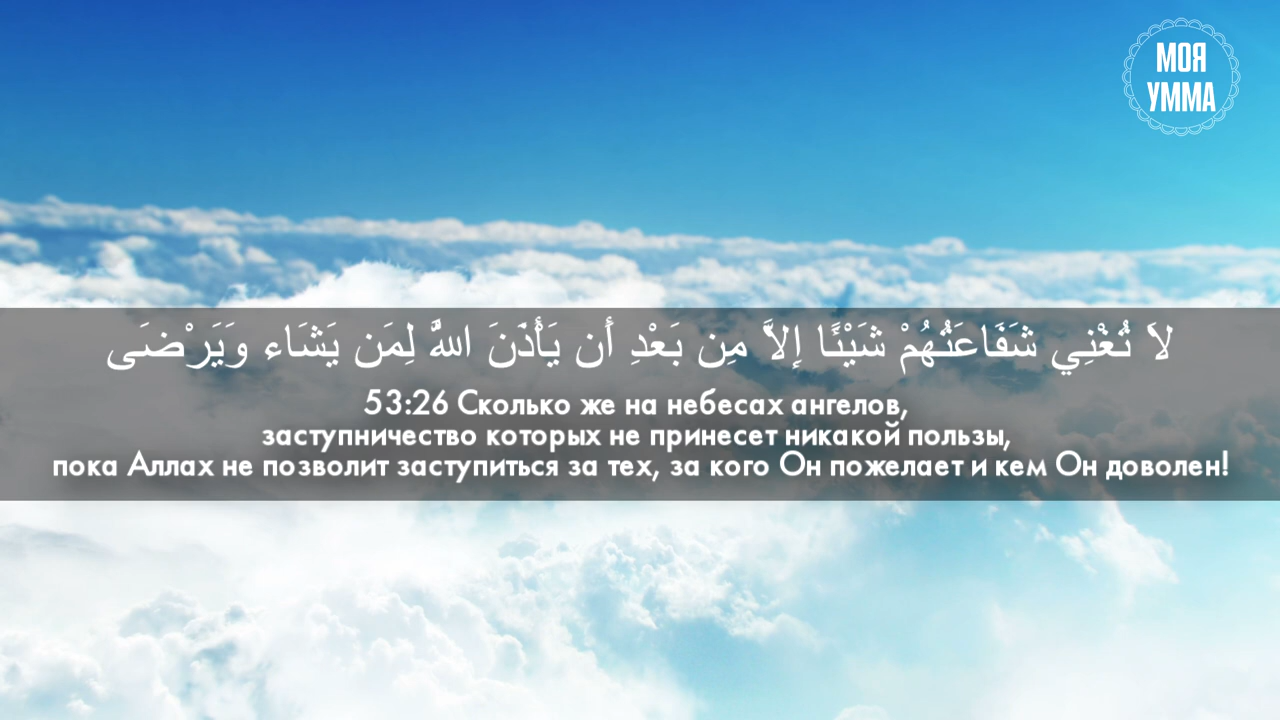 МОЯ
УММА
لاَ تُغْنِي شَفَاعَتُهُمْ شَيْئًا إِلاَّ مِن بَعْدِ أَن يَأْذَنَ اللَّهُ لِمَن يَشَاء وَيَرْضَى
53:26 Сколько же на небесах ангелов,
заступничество которых не принесет никакой пользы,
пока Аллах не позволит заступиться за тех, за кого Он пожелает и кем Он доволен!